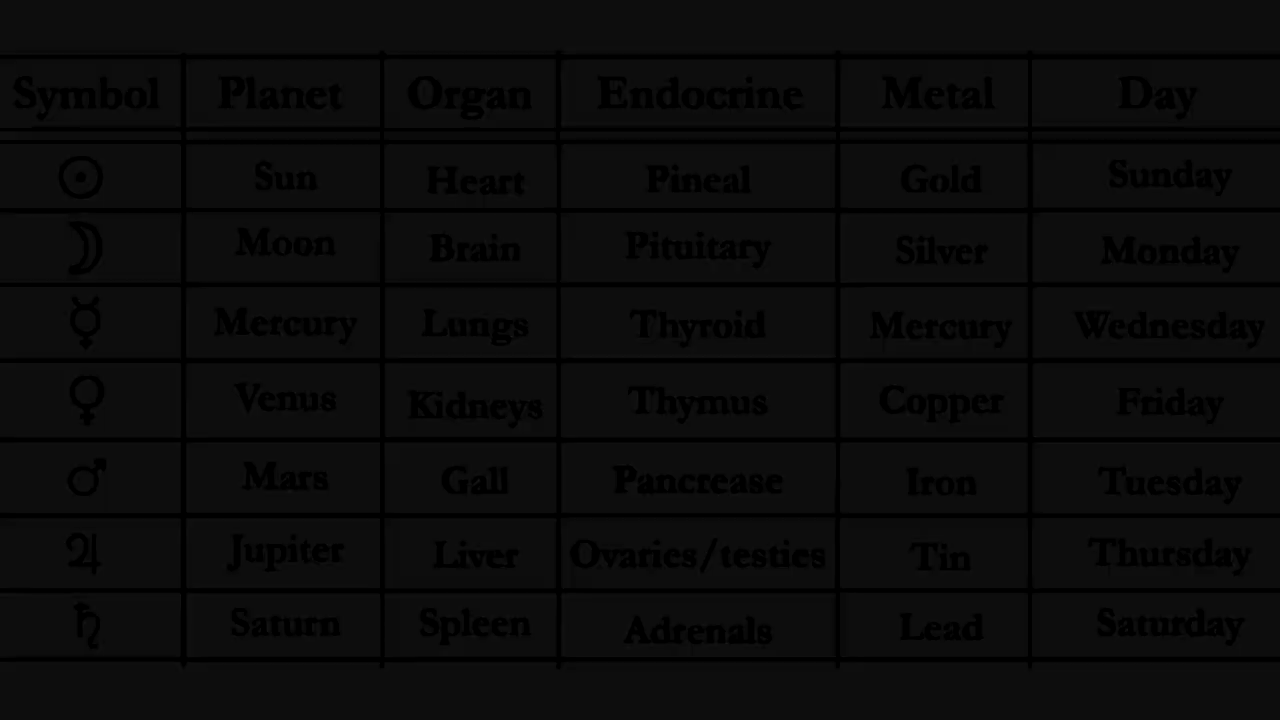 Symbol Planet Organ Endocrine Metal Day
☉ Sun Heart Pineal Gold Sunday
☽ Moon Brain Pituitary Silver Monday
☿ Mercury Lungs Thyroid Mercury Wednesday
♀ Venus Kidneys Thymus Copper Friday
♂ Mars Gall Pancrease Iron Tuesday
♃ Jupiter Liver Ovaries/testies Tin Thursday
♄ Saturn Spleen Adrenals Lead Saturday